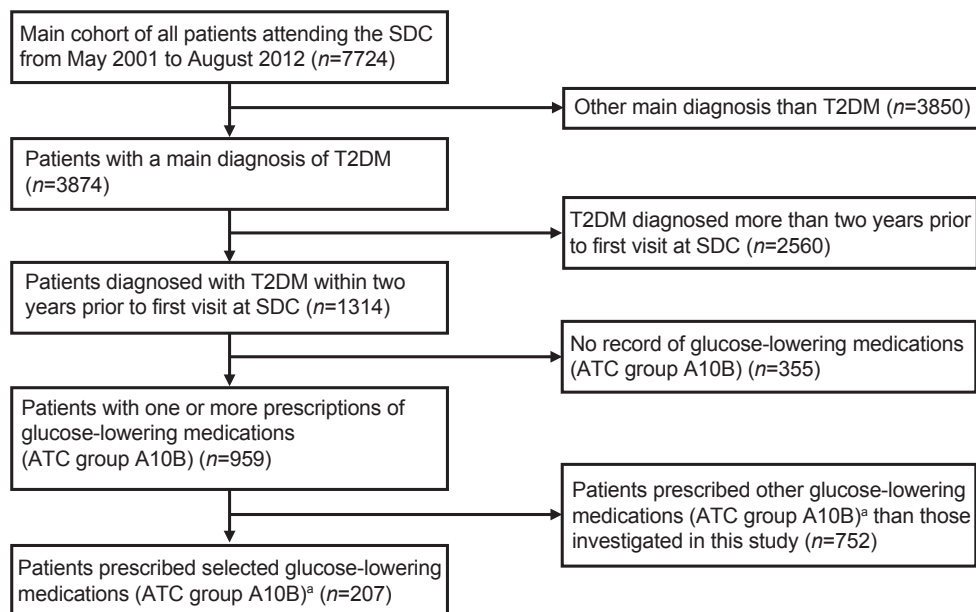 Main cohort of all patients attending the SDC
from May 2001 to August 2012 (n=7724)
Other main diagnosis than T2DM (n=3850)
Patients with a main diagnosis of T2DM
(n=3874)
T2DM diagnosed more than two years prior
to first visit at SDC (n=2560)
Patients diagnosed with T2DM within two
years prior to first visit at SDC (n=1314)
No record of glucose-lowering medications
(ATC group A10B) (n=355)
Patients with one or more prescriptions of
glucose-lowering medications
(ATC group A10B) (n=959)
Patients prescribed other glucose-lowering
medications (ATC group A10B)ᵃ than those
investigated in this study (n=752)
Patients prescribed selected glucose-lowering
medications (ATC group A10B)ᵃ (n=207)